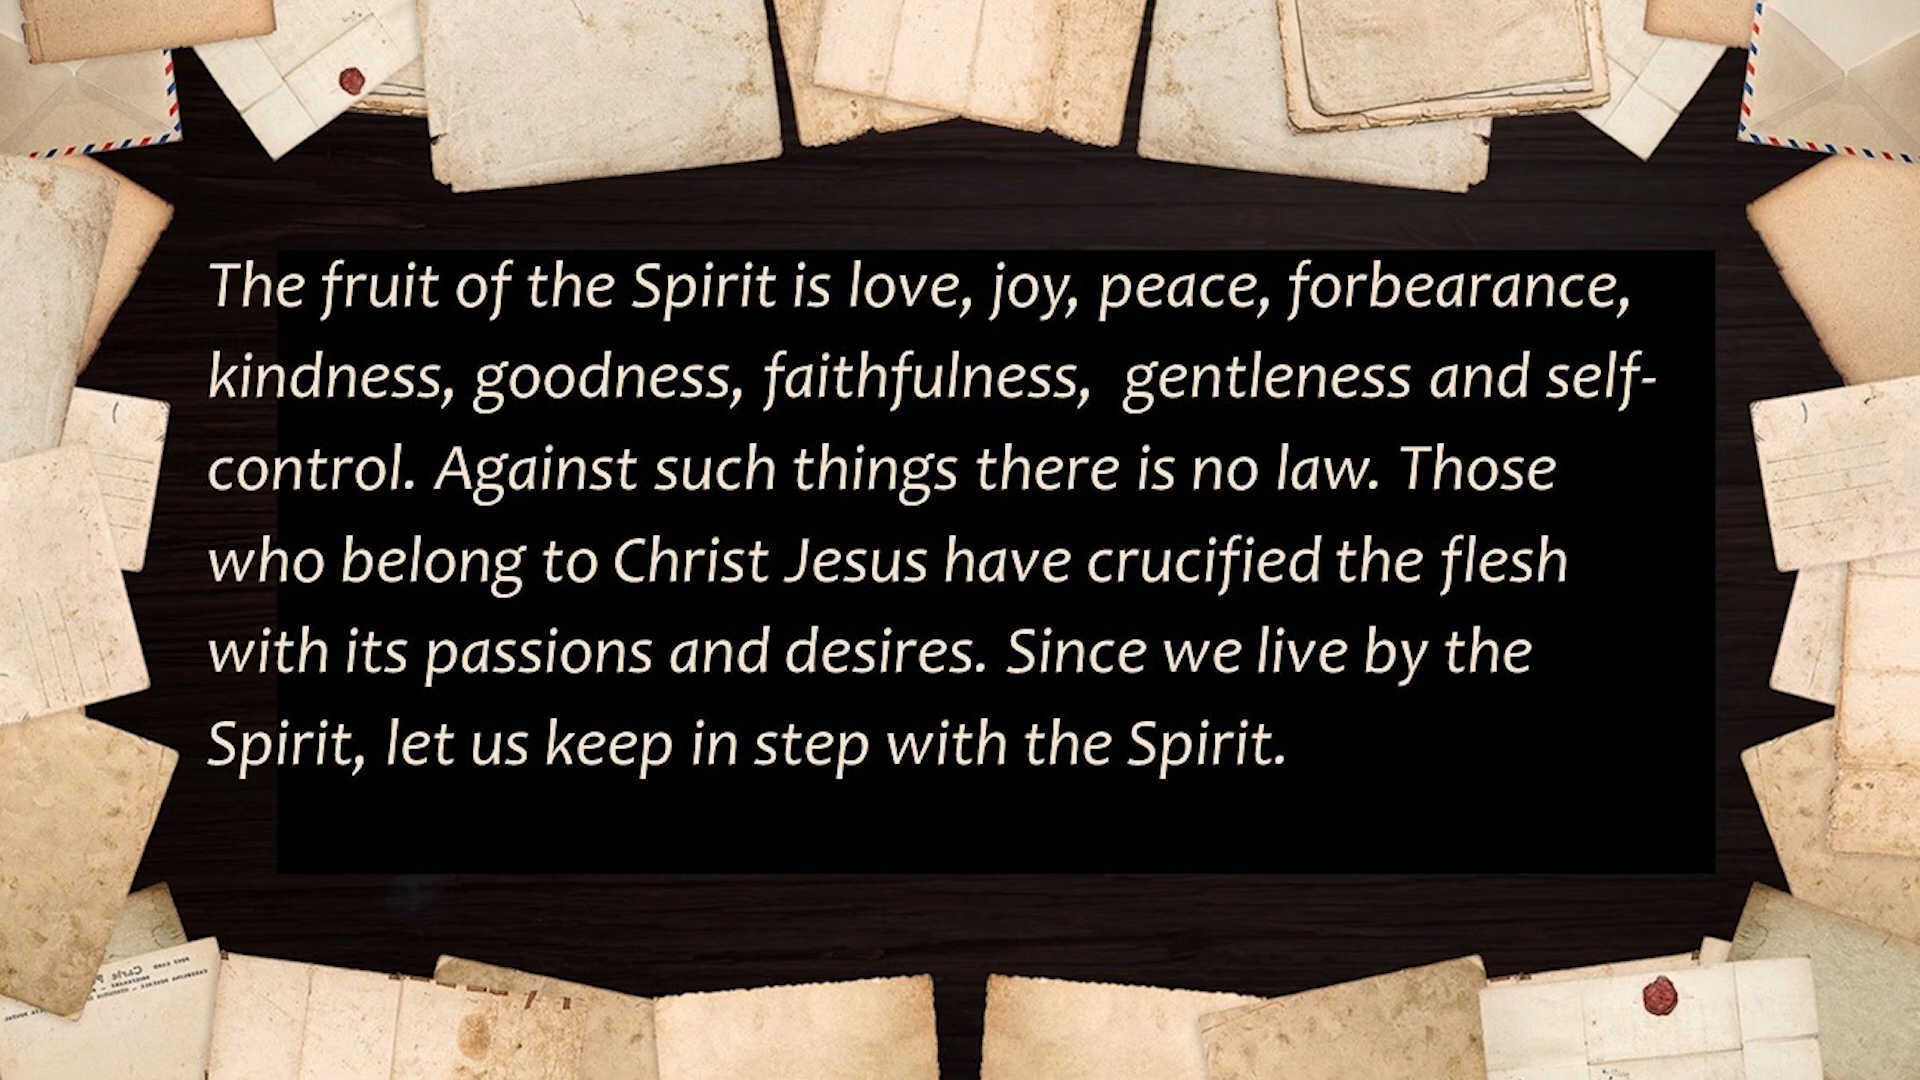 The fruit of the Spirit is love, joy, peace, forbearance,
kindness, goodness, faithfulness,  gentleness and self-
control. Against such things there is no law. Those
who belong to Christ Jesus have crucified the flesh
with its passions and desires. Since we live by the
Spirit, let us keep in step with the Spirit.